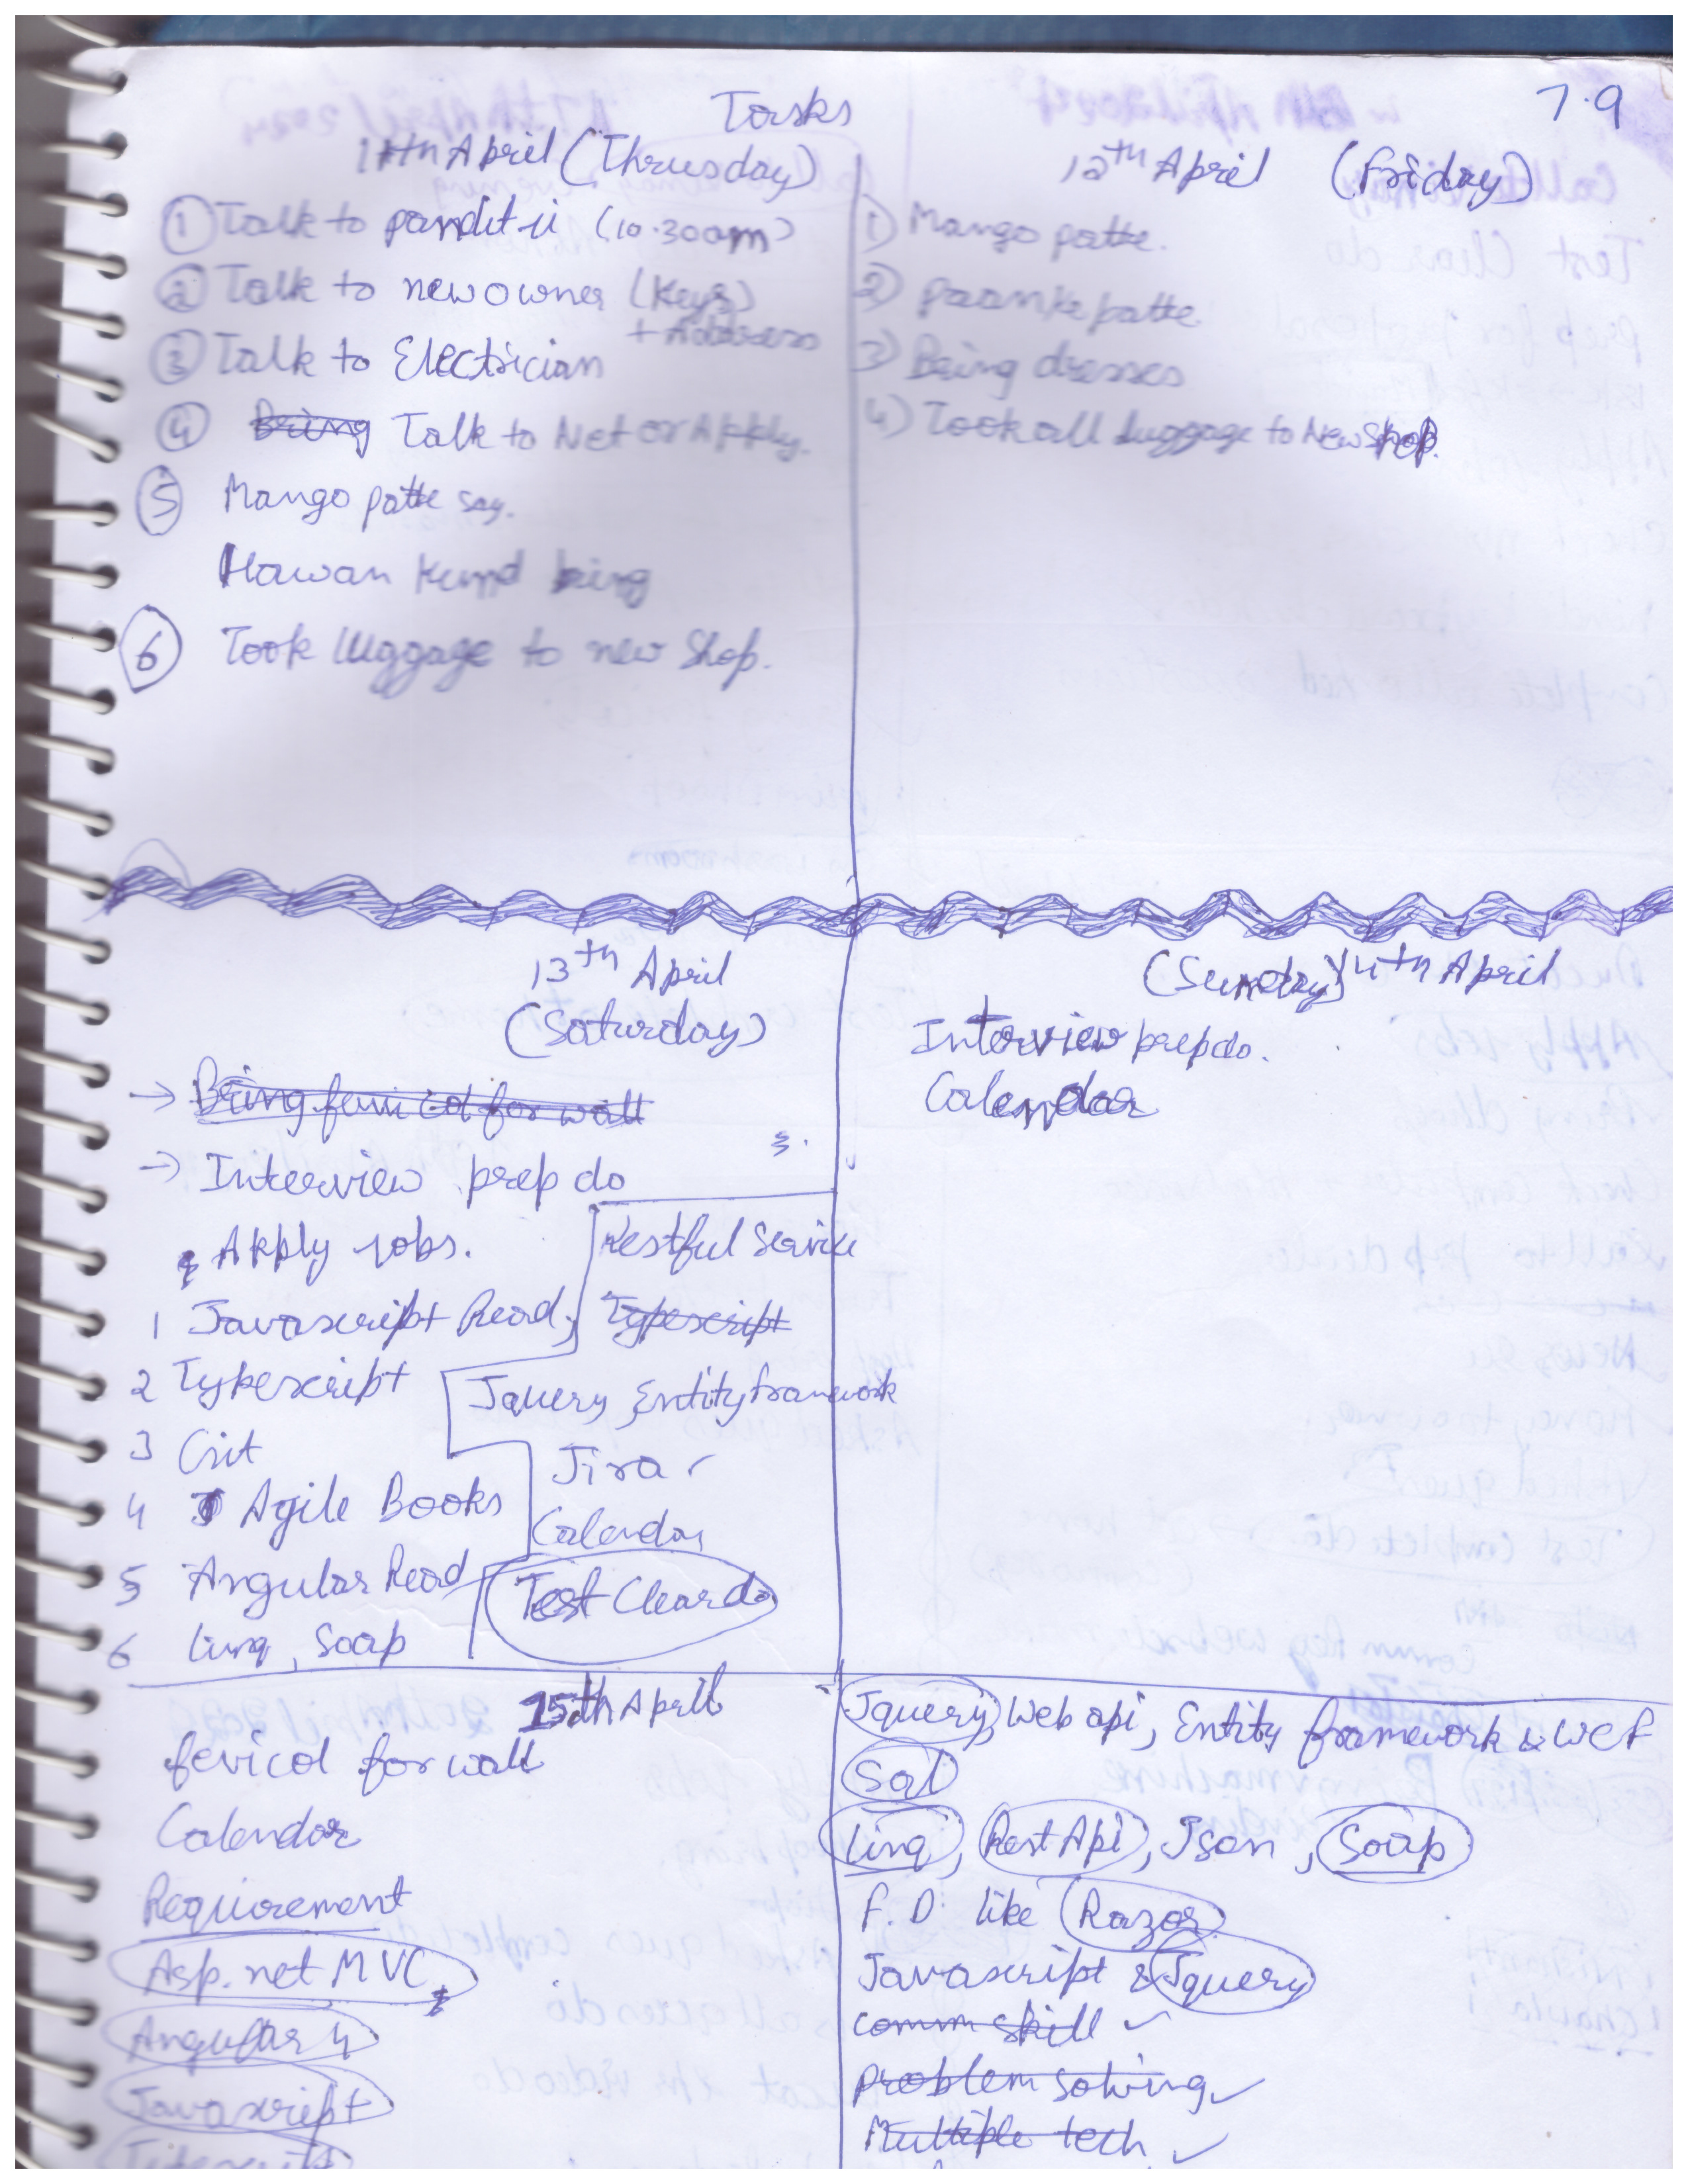 7.9
Tasks
11th April (Thrusday)
① Talk to pandit ji (10.30am)
② Talk to new owner (Keys)
+ Address
③ Talk to Electrician
④ Bring Talk to Net or Apply.
⑤ Mango patte say.
Hawan Kund bring
⑥ Took luggage to new Shop.
12th April (Friday)
1) Mango patte.
2) paan ke patte
3) Bring dresses
4) Took all luggage to New Shop.
13th April
(Saturday)
→ Bring fevicol for wall
→ Interview prep do
& Apply jobs.
1 Javascript Read
2 Typescript
3 Git
4 Agile Books
5 Angular Read
6 linq, Soap
Restful Service
Typescript
Jquery Entity framework
Jira
Calendar
Test Clear do
(Sunday) 14th April
Interview prep do.
Calendar
15th April
fevicol for wall
Calendar
Requirement
Asp.net MVC
Angular 4
Javascript
Jquery, Web api, Entity framework & WCF
Sql
Linq, Rest Api, Json, Soap
F.D. like Razor
Javascript & Jquery
comm skill ✓
problem solving ✓
Multiple tech ✓